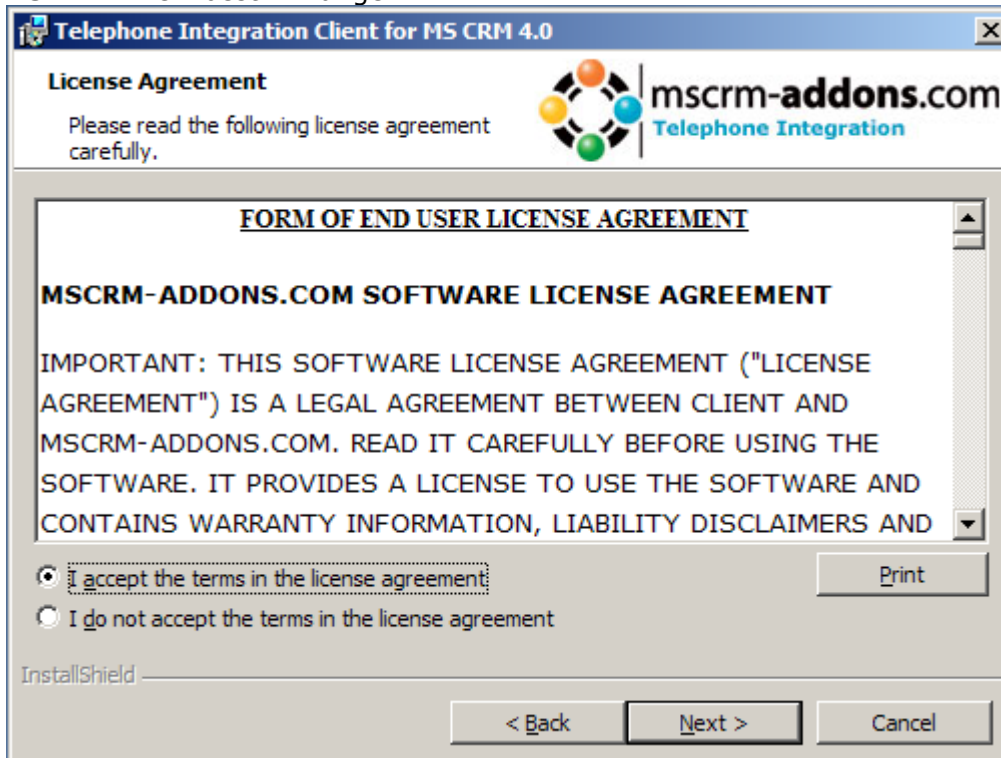 Telephone Integration Client for MS CRM 4.0
License Agreement
Please read the following license agreement
carefully.
mscrm-addons.com
Telephone Integration
FORM OF END USER LICENSE AGREEMENT
MSCRM-ADDONS.COM SOFTWARE LICENSE AGREEMENT
IMPORTANT: THIS SOFTWARE LICENSE AGREEMENT ("LICENSE
AGREEMENT") IS A LEGAL AGREEMENT BETWEEN CLIENT AND
MSCRM-ADDONS.COM. READ IT CAREFULLY BEFORE USING THE
SOFTWARE. IT PROVIDES A LICENSE TO USE THE SOFTWARE AND
CONTAINS WARRANTY INFORMATION, LIABILITY DISCLAIMERS AND
I accept the terms in the license agreement
Print
I do not accept the terms in the license agreement
InstallShield
< Back
Next >
Cancel